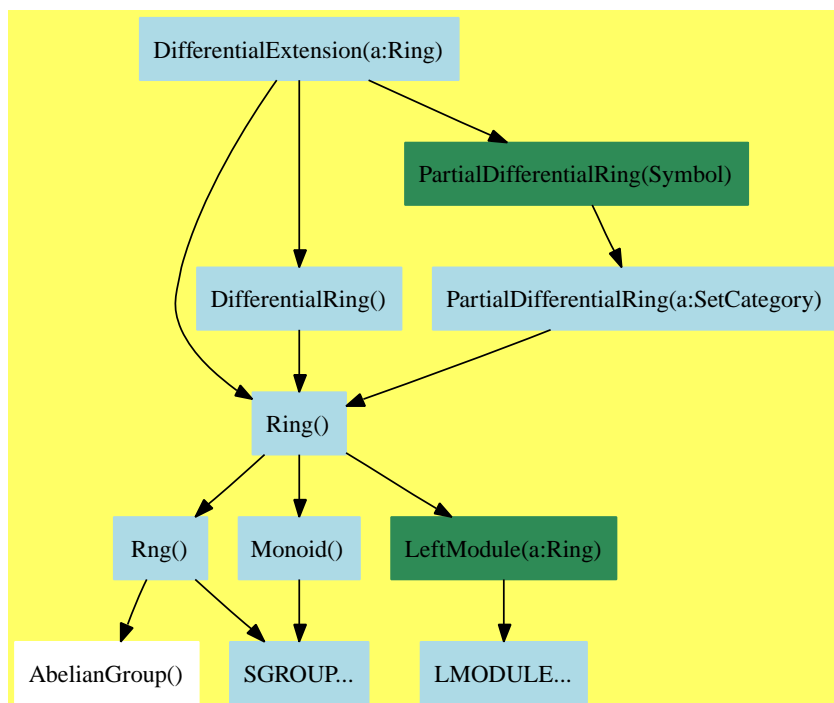 DifferentialExtension(a:Ring)
PartialDifferentialRing(Symbol)
DifferentialRing()
PartialDifferentialRing(a:SetCategory)
Ring()
Rng()
Monoid()
LeftModule(a:Ring)
AbelianGroup()
SGROUP...
LMODULE...